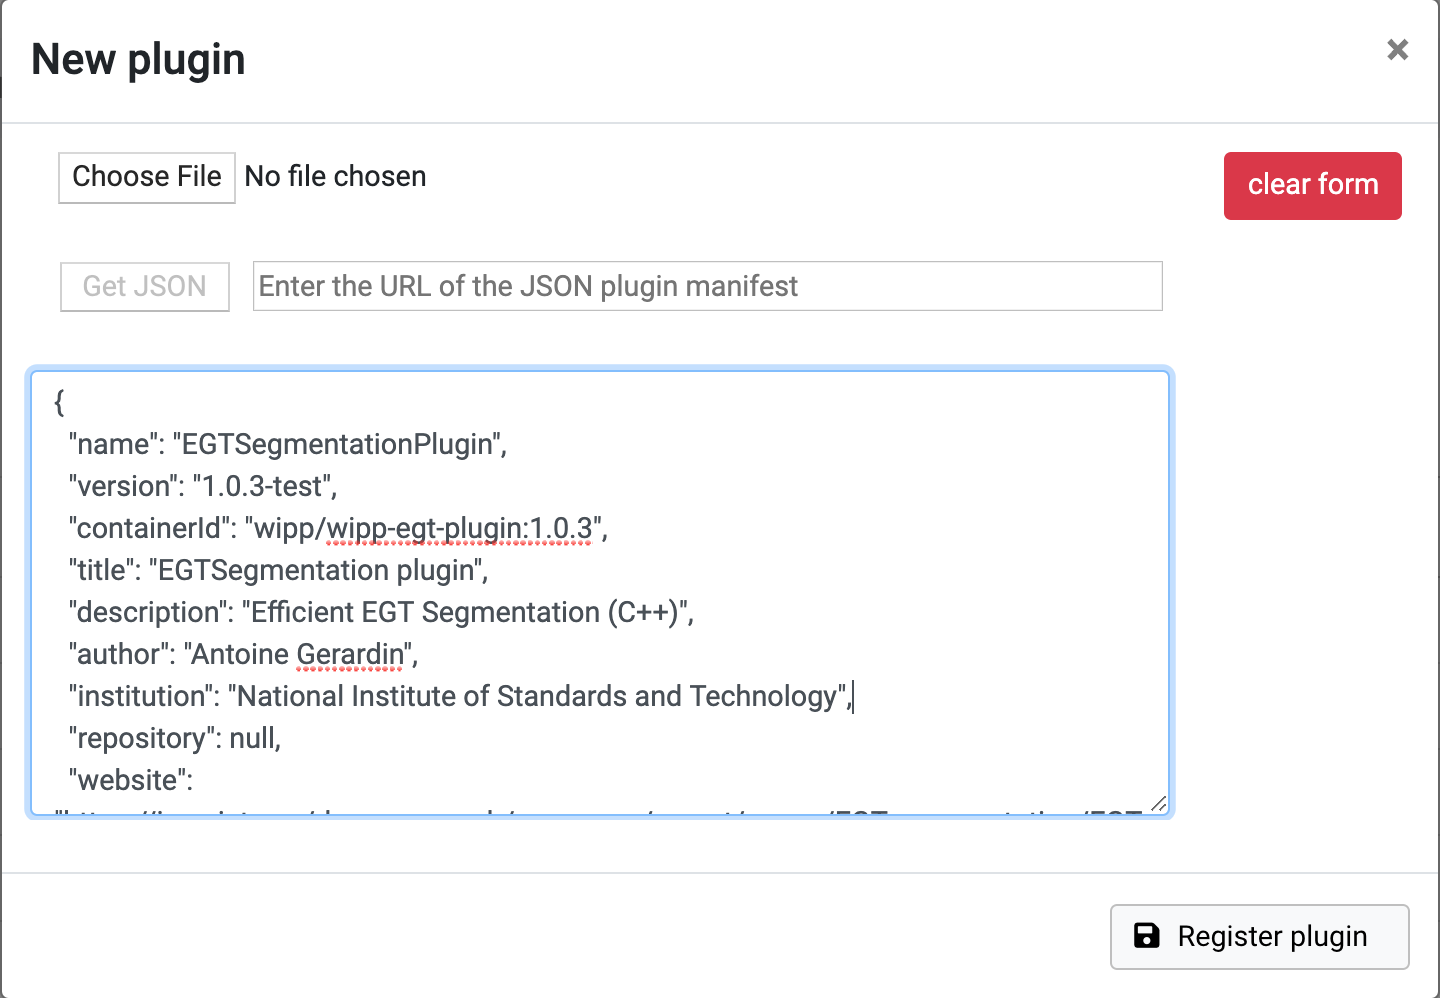 New plugin
×
Choose File No file chosen
clear form
Get JSON Enter the URL of the JSON plugin manifest
{
"name": "EGTSegmentationPlugin",
"version": "1.0.3-test",
"containerId": "wipp/wipp-egt-plugin:1.0.3",
"title": "EGTSegmentation plugin",
"description": "Efficient EGT Segmentation (C++)",
"author": "Antoine Gerardin",
"institution": "National Institute of Standards and Technology",
"repository": null,
"website":
Register plugin